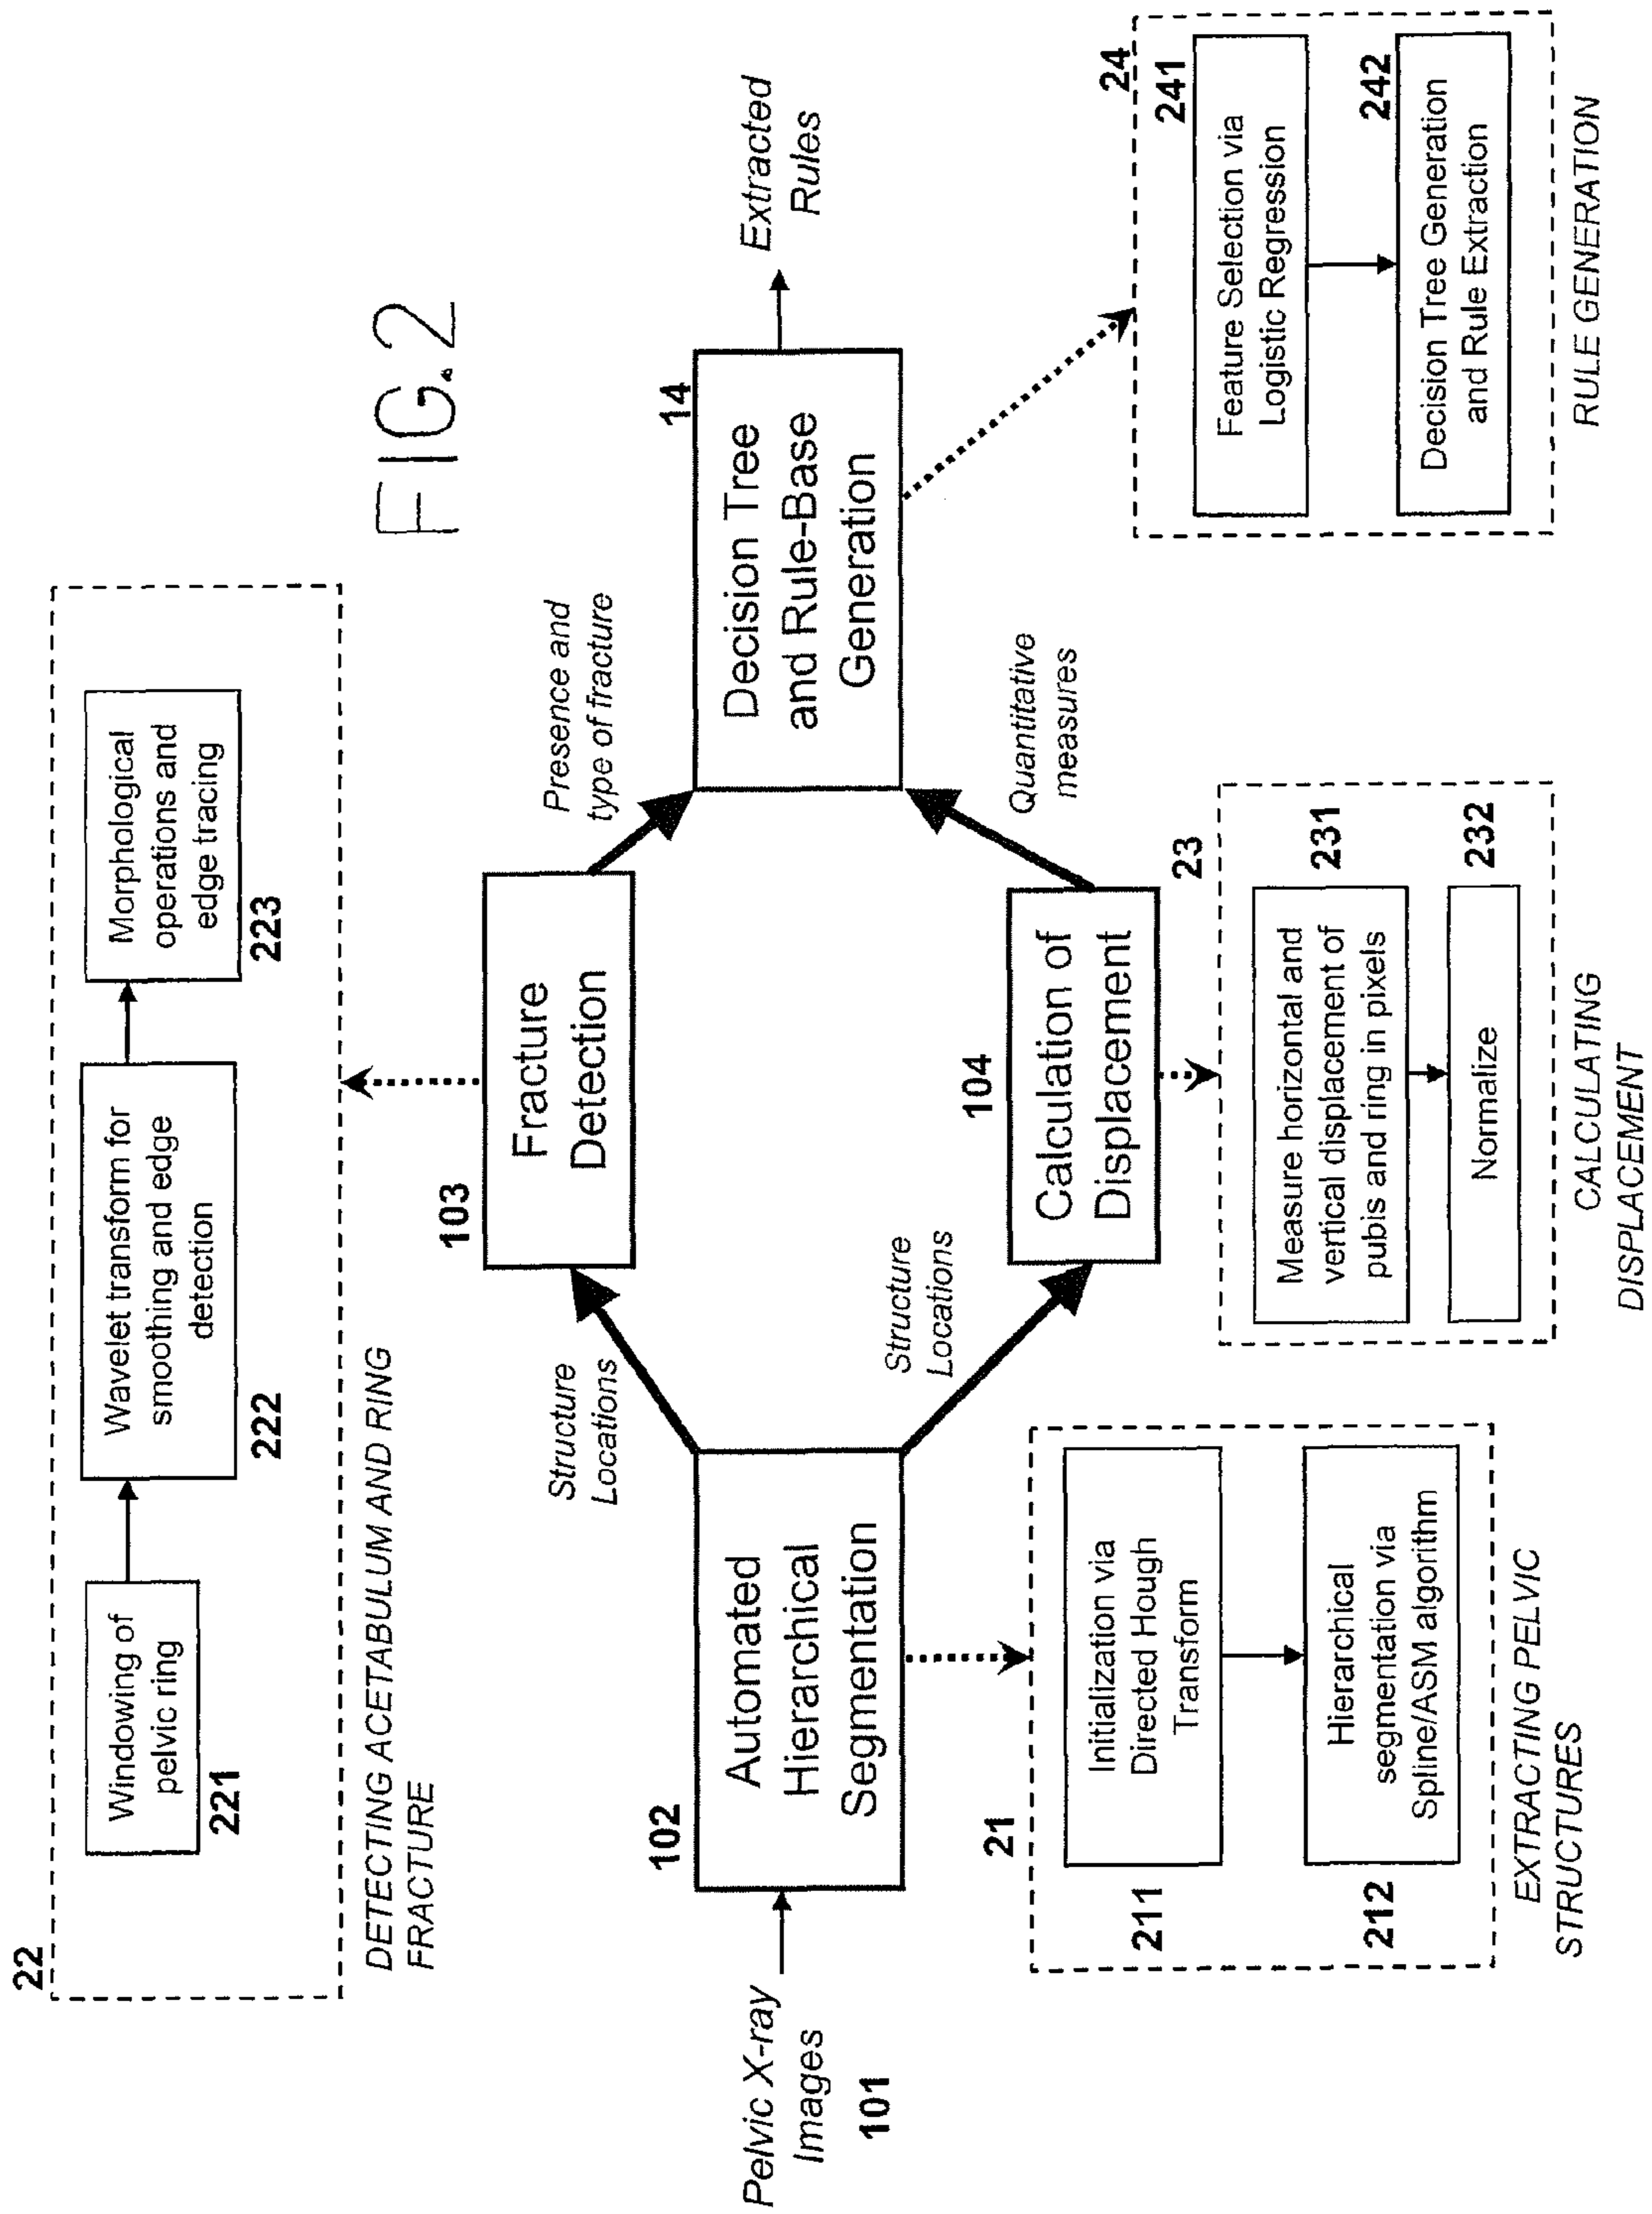 22
Windowing of
pelvic ring
221
Wavelet transform for
smoothing and edge
detection
222
Morphological
operations and
edge tracing
223
DETECTING ACETABULUM AND RING
FRACTURE
FIG.2
Pelvic X-ray
Images
101
102
Automated
Hierarchical
Segmentation
Structure
Locations
Structure
Locations
103
Fracture
Detection
104
Calculation of
Displacement
Presence and
type of fracture
Quantitative
measures
14
Decision Tree
and Rule-Base
Generation
Extracted
Rules
21
Initialization via
Directed Hough
Transform
211
Hierarchical
segmentation via
Spline/ASM algorithm
212
EXTRACTING PELVIC
STRUCTURES
23
Measure horizontal and
vertical displacement of
pubis and ring in pixels
231
Normalize
232
CALCULATING
DISPLACEMENT
24
241
Feature Selection via
Logistic Regression
242
Decision Tree Generation
and Rule Extraction
RULE GENERATION